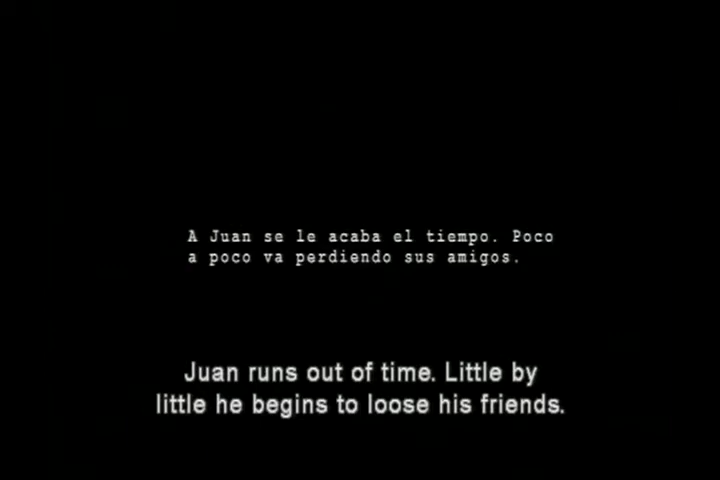 A Juan se le acaba el tiempo. Poco
a poco va perdiendo sus amigos.
Juan runs out of time. Little by
little he begins to loose his friends.